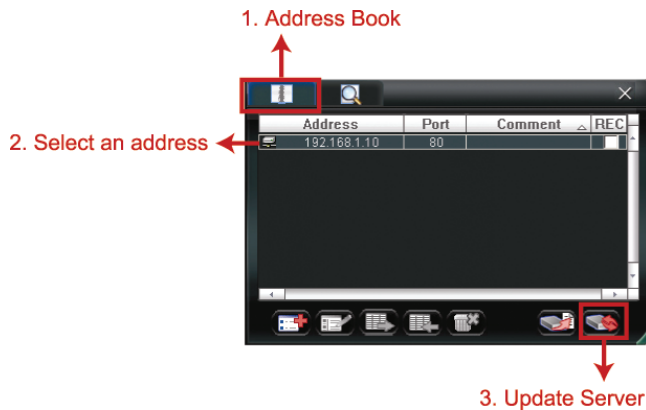 1. Address Book
Address Port Comment REC
2. Select an address
192.168.1.10 80
3. Update Server